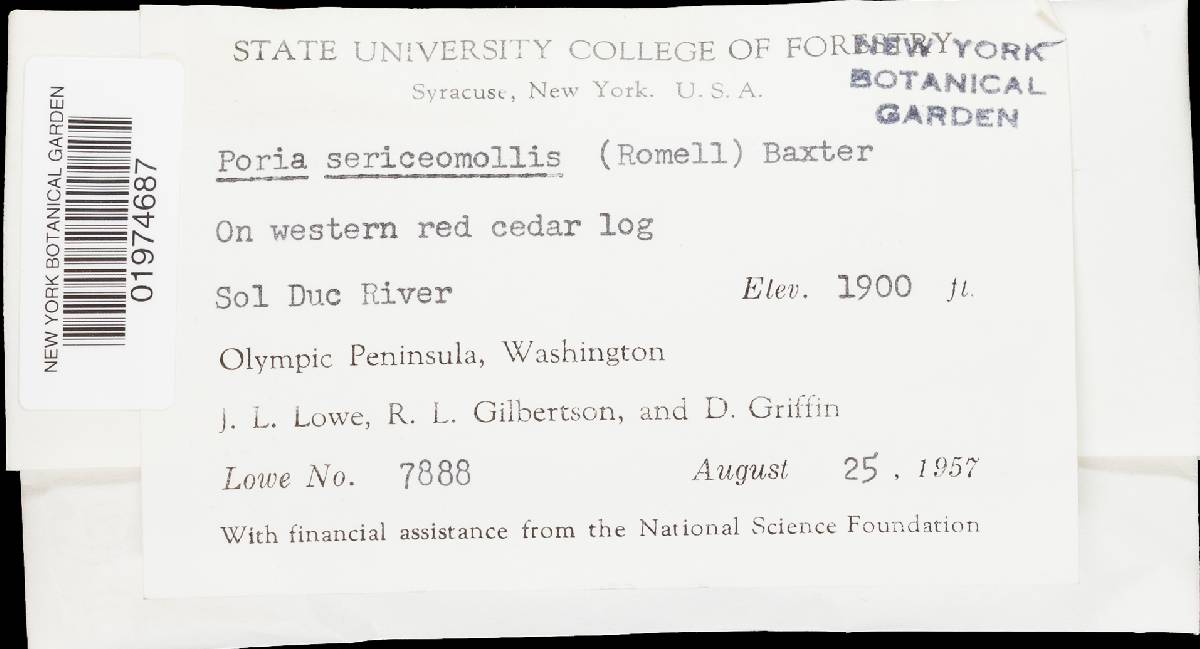 STATE UNIVERSITY COLLEGE OF FORESTRY
NEW YORK
BOTANICAL
GARDEN
Syracuse, New York. U. S. A.
Poria sericeomollis (Romell) Baxter
On western red cedar log
Sol Duc River Elev. 1900 ft.
Olympic Peninsula, Washington
J. L. Lowe, R. L. Gilbertson, and D. Griffin
Lowe No. 7888 August 25, 1957
With financial assistance from the National Science Foundation
NEW YORK BOTANICAL GARDEN
01974687